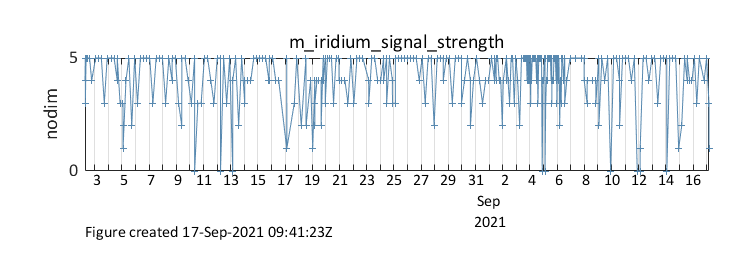 m_iridium_signal_strength
5
nodim
0
3 5 7 9 11 13 15 17 19 21 23 25 27 29 31 2 4 6 8 10 12 14 16
Sep
2021
Figure created 17-Sep-2021 09:41:23Z